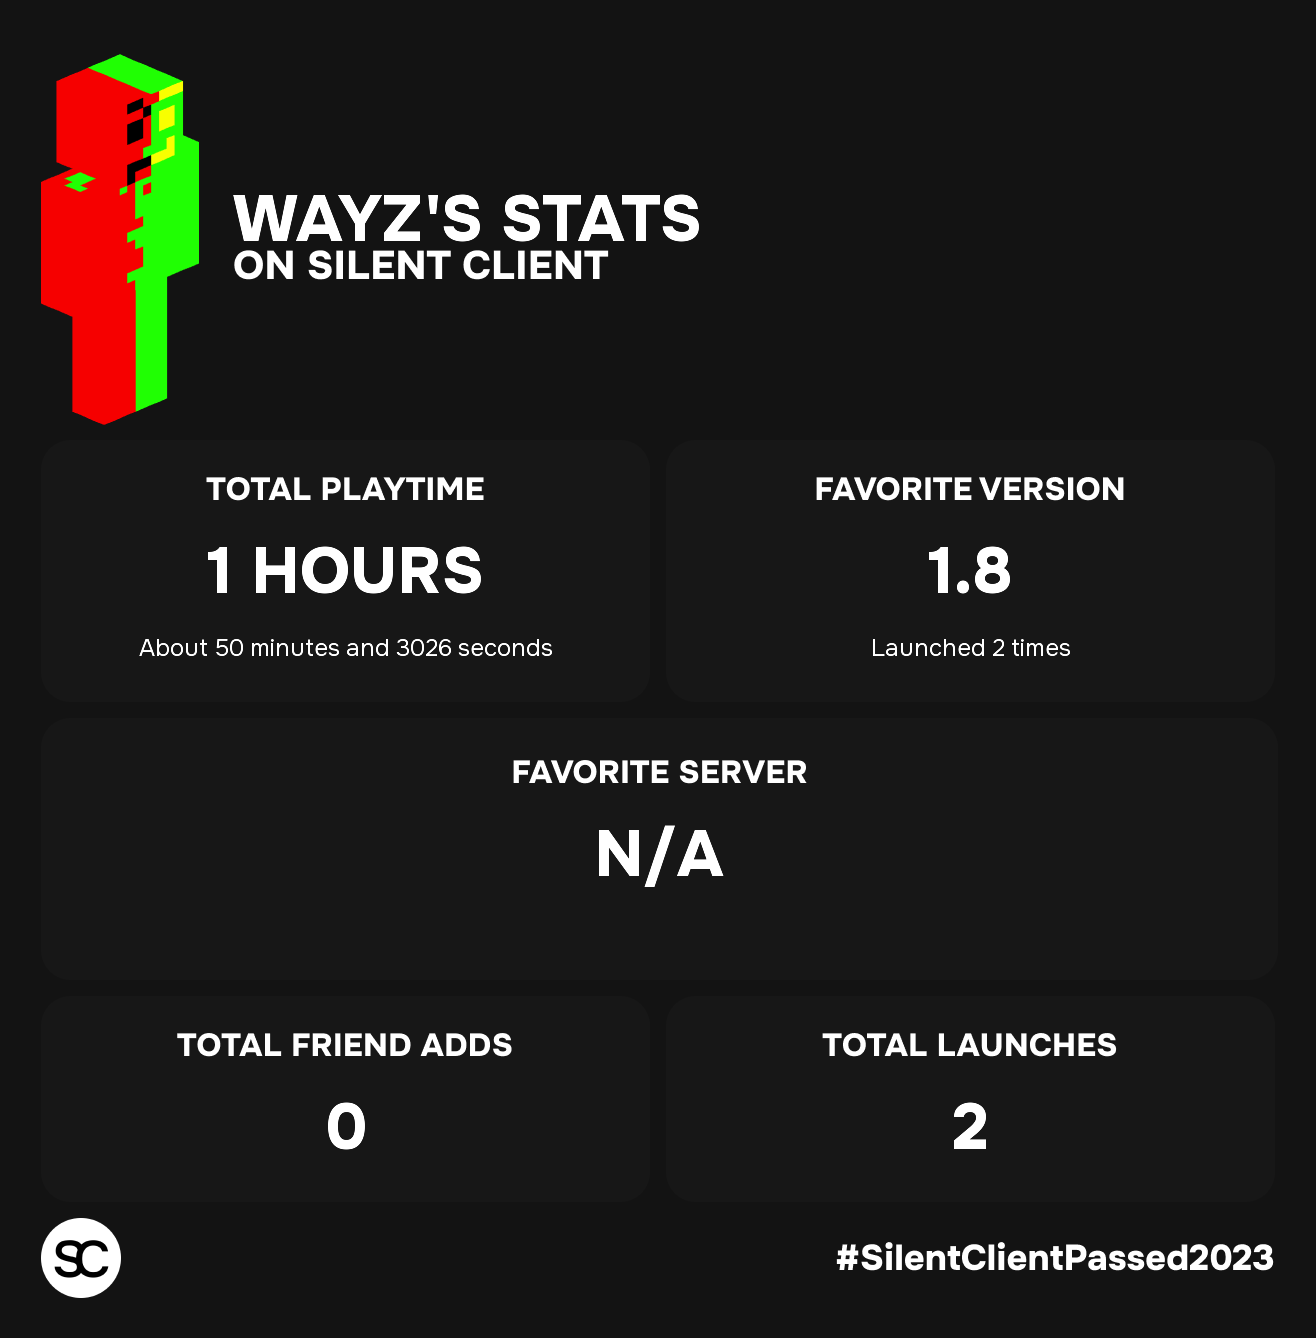 WAYZ'S STATS
ON SILENT CLIENT
TOTAL PLAYTIME
1 HOURS
About 50 minutes and 3026 seconds
FAVORITE VERSION
1.8
Launched 2 times
FAVORITE SERVER
N/A
TOTAL FRIEND ADDS
0
TOTAL LAUNCHES
2
SC
#SilentClientPassed2023